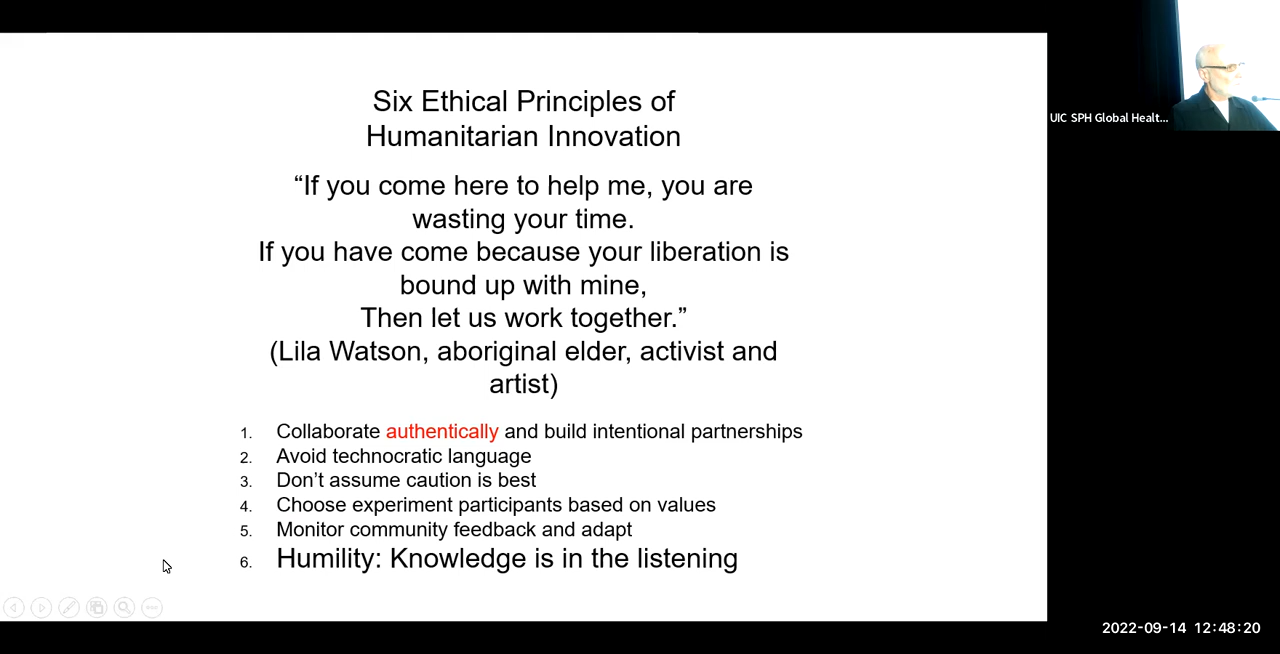 Six Ethical Principles of
Humanitarian Innovation
“If you come here to help me, you are
wasting your time.
If you have come because your liberation is
bound up with mine,
Then let us work together.”
(Lila Watson, aboriginal elder, activist and
artist)
1. Collaborate authentically and build intentional partnerships
2. Avoid technocratic language
3. Don’t assume caution is best
4. Choose experiment participants based on values
5. Monitor community feedback and adapt
6. Humility: Knowledge is in the listening
UIC SPH Global Healt...
2022-09-14 12:48:20